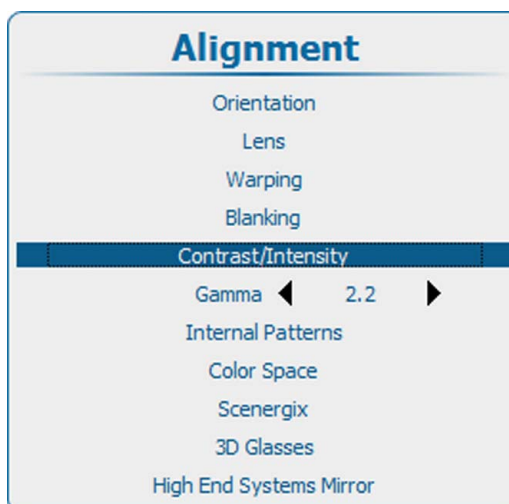 Alignment
Orientation
Lens
Warping
Blanking
Contrast/Intensity
Gamma 2.2
Internal Patterns
Color Space
Scenergix
3D Glasses
High End Systems Mirror